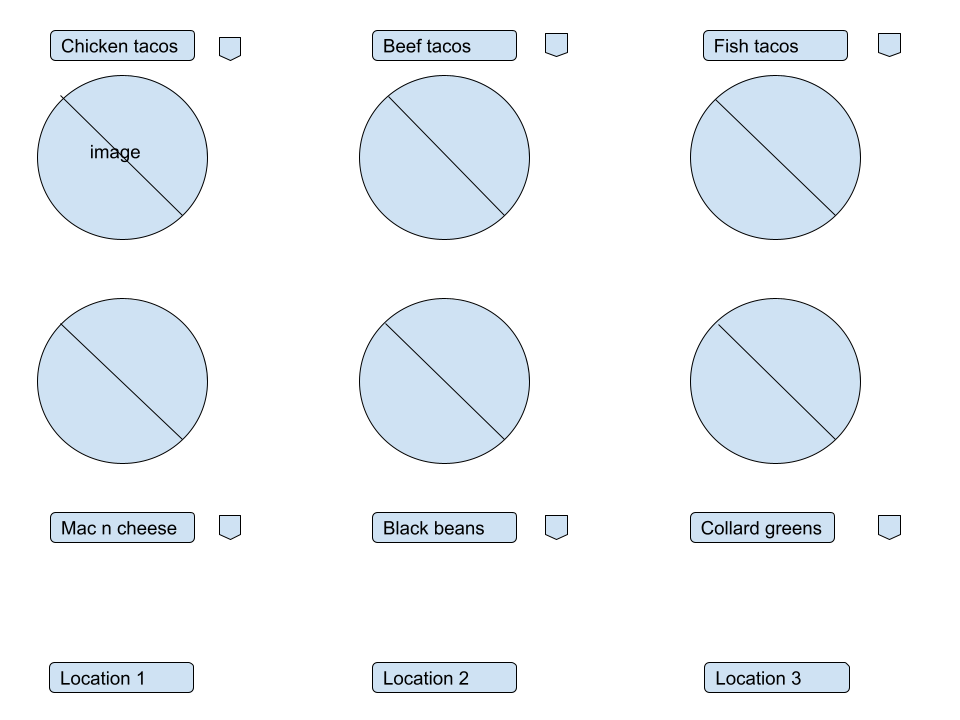 Chicken tacos
Beef tacos
Fish tacos
image
Mac n cheese
Black beans
Collard greens
Location 1
Location 2
Location 3